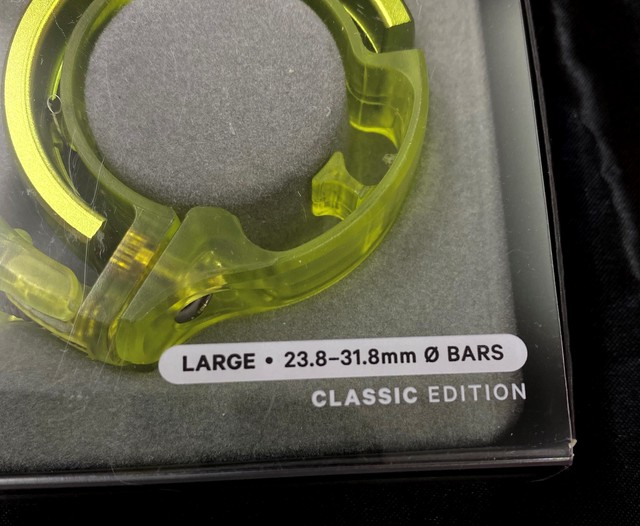 LARGE • 23.8–31.8mm Ø BARS
CLASSIC EDITION